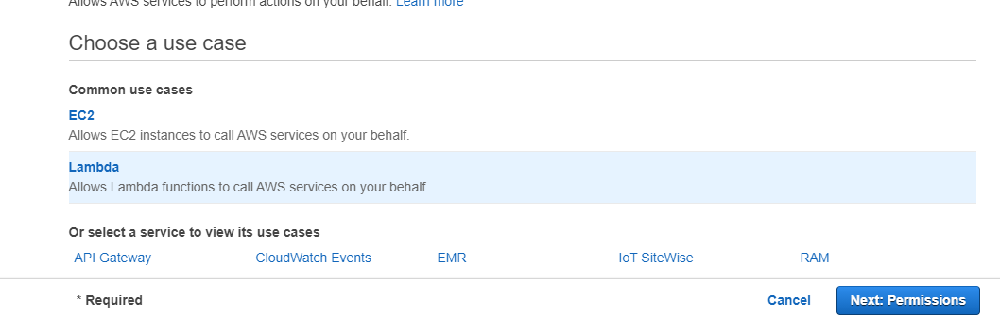 Allows AWS services to perform actions on your behalf. Learn more
Choose a use case
Common use cases
EC2
Allows EC2 instances to call AWS services on your behalf.
Lambda
Allows Lambda functions to call AWS services on your behalf.
Or select a service to view its use cases
API Gateway CloudWatch Events EMR IoT SiteWise RAM
* Required Cancel Next: Permissions